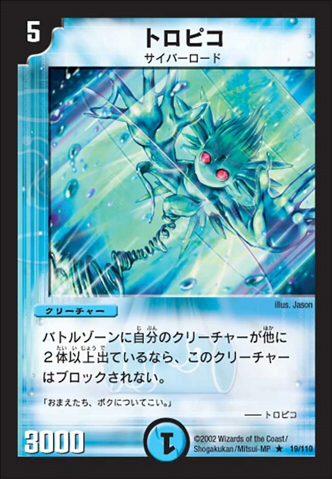 5
トロピコ
サイバーロード
illus. Jason
クリーチャー
バトルゾーンに自分のクリーチャーが他に
２体以上出ているなら、このクリーチャー
はブロックされない。
「おまえたち、ボクについてこい。」
―― トロピコ
3000
1
©2002 Wizards of the Coast/
Shogakukan/Mitsui-MP ★ 19/110